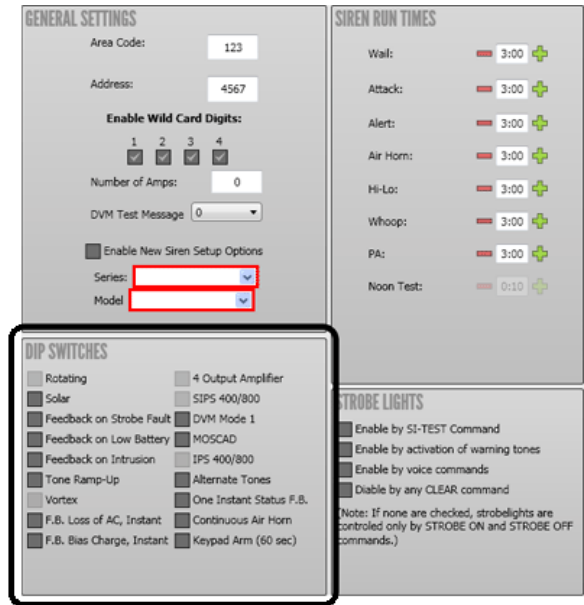 GENERAL SETTINGS
Area Code: 123
Address: 4567
Enable Wild Card Digits:
1 2 3 4
Number of Amps: 0
DVM Test Message 0
Enable New Siren Setup Options
Series:
Model
SIREN RUN TIMES
Wail: 3:00
Attack: 3:00
Alert: 3:00
Air Horn: 3:00
Hi-Lo: 3:00
Whoop: 3:00
PA: 3:00
Noon Test: 0:10
DIP SWITCHES
Rotating
Solar
Feedback on Strobe Fault
Feedback on Low Battery
Feedback on Intrusion
Tone Ramp-Up
Vortex
F.B. Loss of AC, Instant
F.B. Bias Charge, Instant
4 Output Amplifier
SIPS 400/800
DVM Mode 1
MOSCAD
IPS 400/800
Alternate Tones
One Instant Status F.B.
Continuous Air Horn
Keypad Arm (60 sec)
STROBE LIGHTS
Enable by SI-TEST Command
Enable by activation of warning tones
Enable by voice commands
Diable by any CLEAR command
(Note: If none are checked, strobelights are
controled only by STROBE ON and STROBE OFF
commands.)